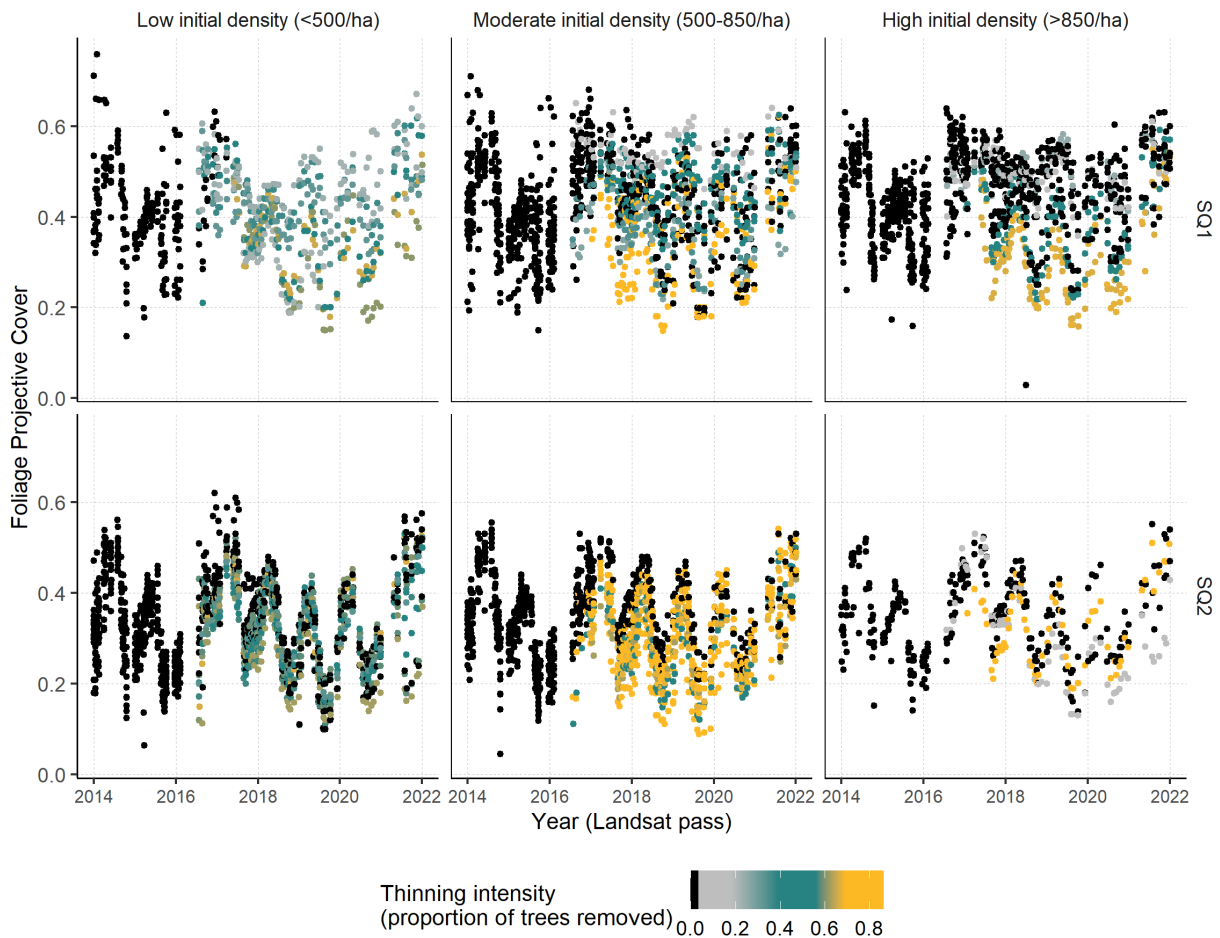 Low initial density (<500/ha)
Moderate initial density (500-850/ha)
High initial density (>850/ha)
0.6
0.4
0.2
0.0
SQ1
Foliage Projective Cover
0.6
0.4
0.2
0.0
SQ2
2014 2016 2018 2020 2022
2014 2016 2018 2020 2022
2014 2016 2018 2020 2022
Year (Landsat pass)
Thinning intensity
(proportion of trees removed)
0.0 0.2 0.4 0.6 0.8